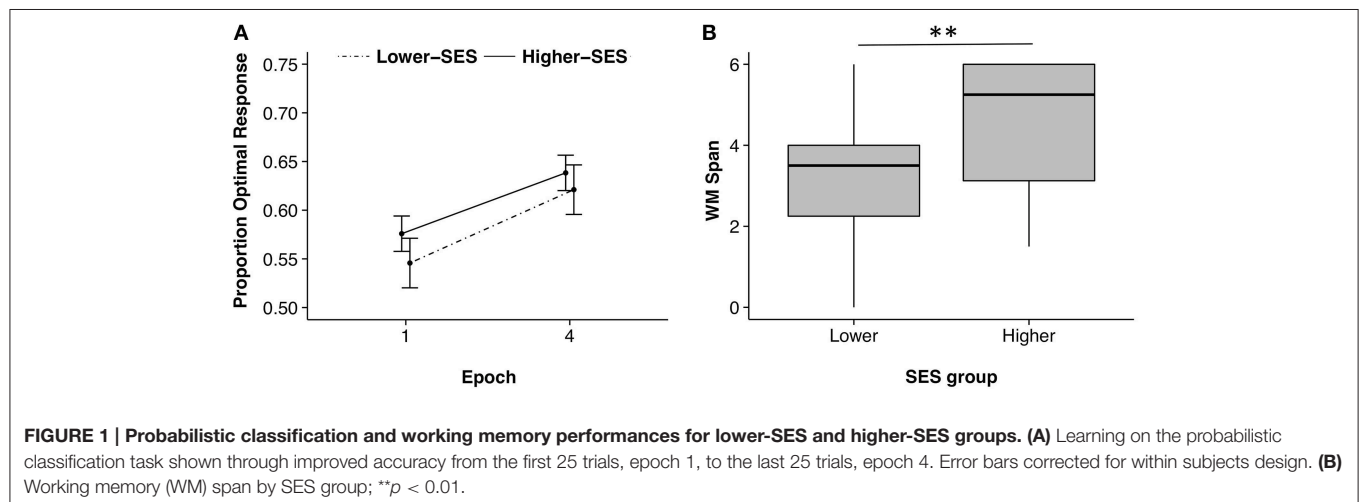 A
Lower–SES Higher–SES
Proportion Optimal Response
0.75
0.70
0.65
0.60
0.55
0.50
1 4
Epoch
B
**
WM Span
6
4
2
0
Lower Higher
SES group
FIGURE 1 | Probabilistic classification and working memory performances for lower-SES and higher-SES groups. (A) Learning on the probabilistic
classification task shown through improved accuracy from the first 25 trials, epoch 1, to the last 25 trials, epoch 4. Error bars corrected for within subjects design. (B)
Working memory (WM) span by SES group; **p < 0.01.